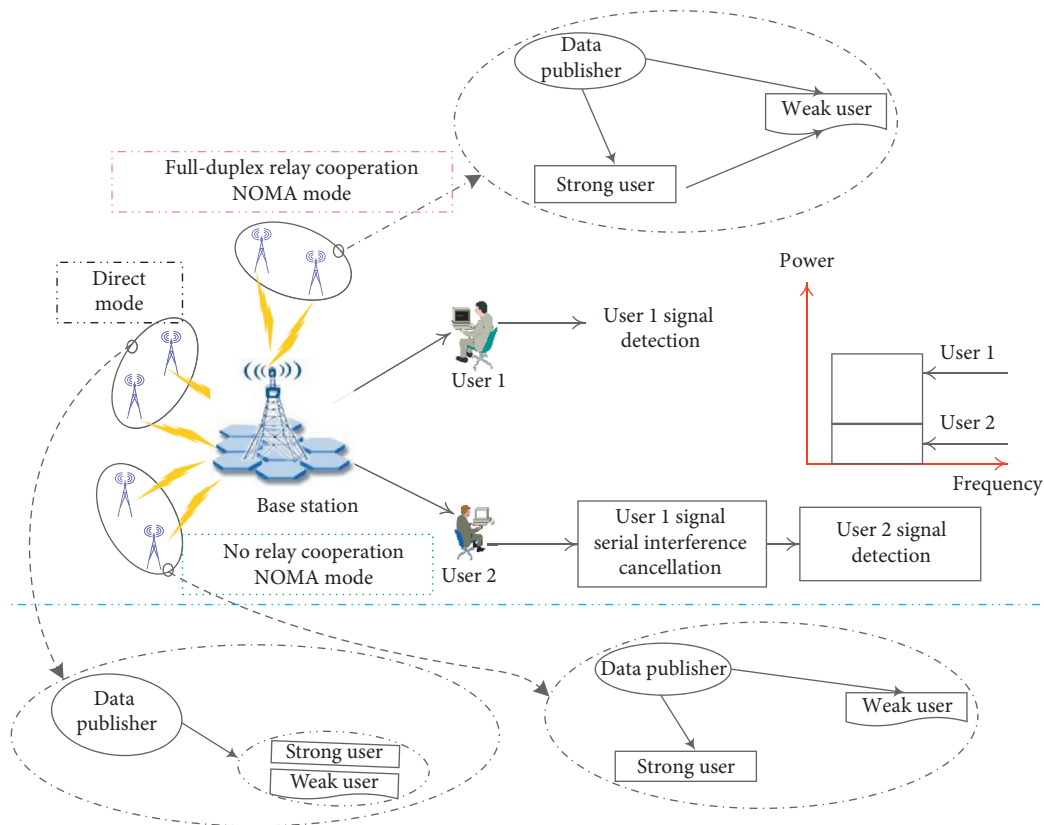 Data
publisher
Weak user
Strong user
Full-duplex relay cooperation
NOMA mode
Direct
mode
Power
User 1 signal
detection
User 1
User 1
User 2
Frequency
Base station
User 1 signal
serial interference
cancellation
User 2 signal
detection
No relay cooperation
NOMA mode
User 2
Data
publisher
Strong user
Weak user
Data publisher
Weak user
Strong user